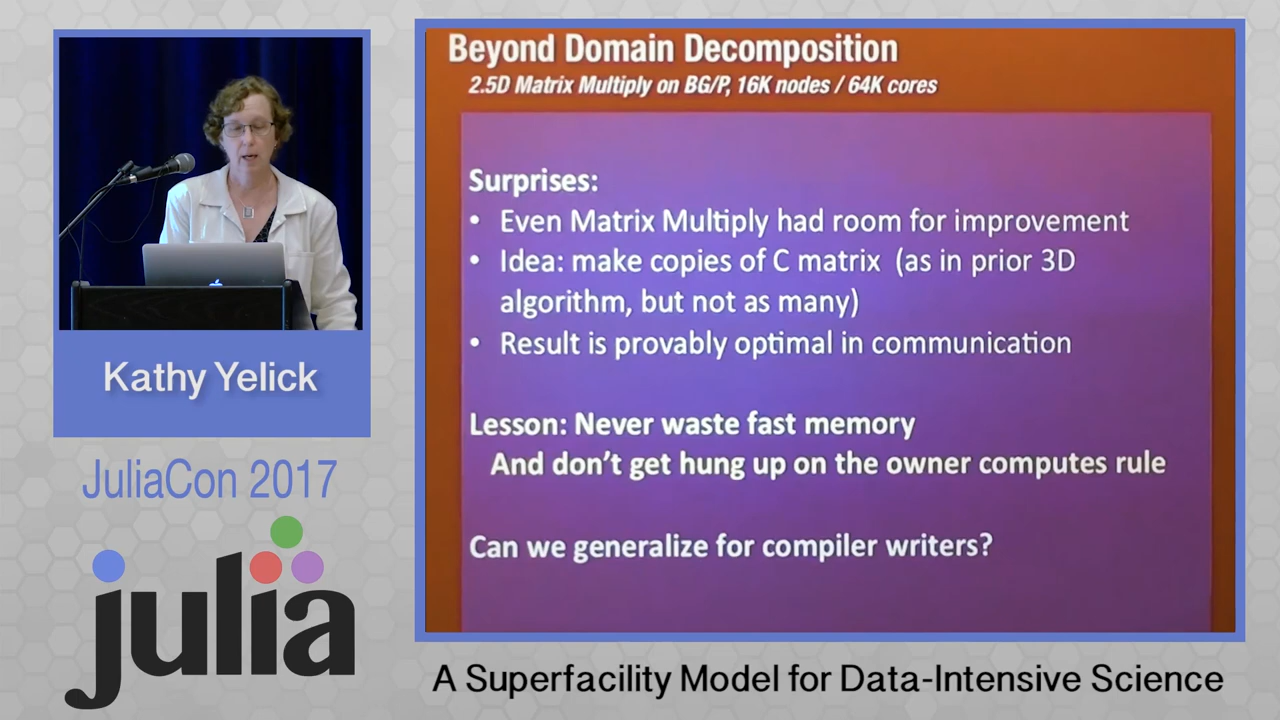 Kathy Yelick
JuliaCon 2017
julia
Beyond Domain Decomposition
2.5D Matrix Multiply on BG/P, 16K nodes / 64K cores
Surprises:
• Even Matrix Multiply had room for improvement
• Idea: make copies of C matrix (as in prior 3D
algorithm, but not as many)
• Result is provably optimal in communication
Lesson: Never waste fast memory
And don't get hung up on the owner computes rule
Can we generalize for compiler writers?
A Superfacility Model for Data-Intensive Science